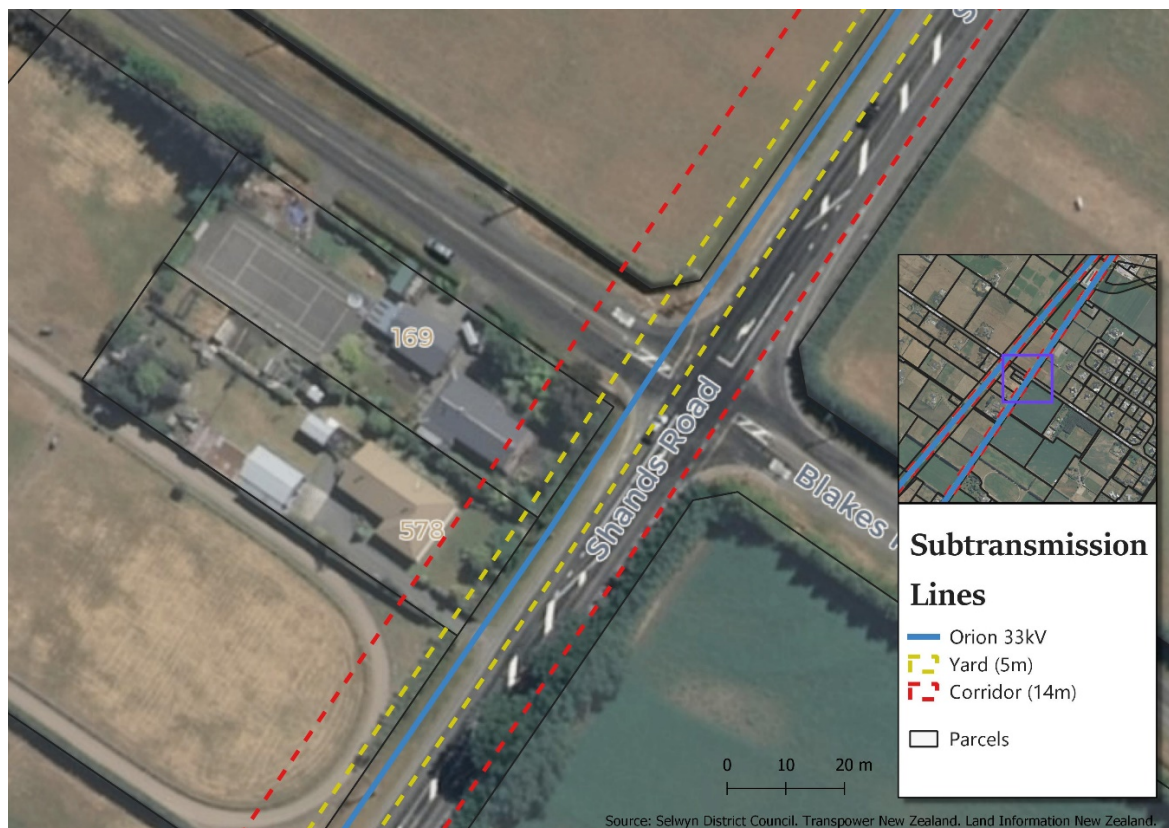 S
169
578
Shands Road
Blakes R
Subtransmission
Lines
Orion 33kV
Yard (5m)
Corridor (14m)
Parcels
0 10 20 m
Source: Selwyn District Council. Transpower New Zealand. Land Information New Zealand.